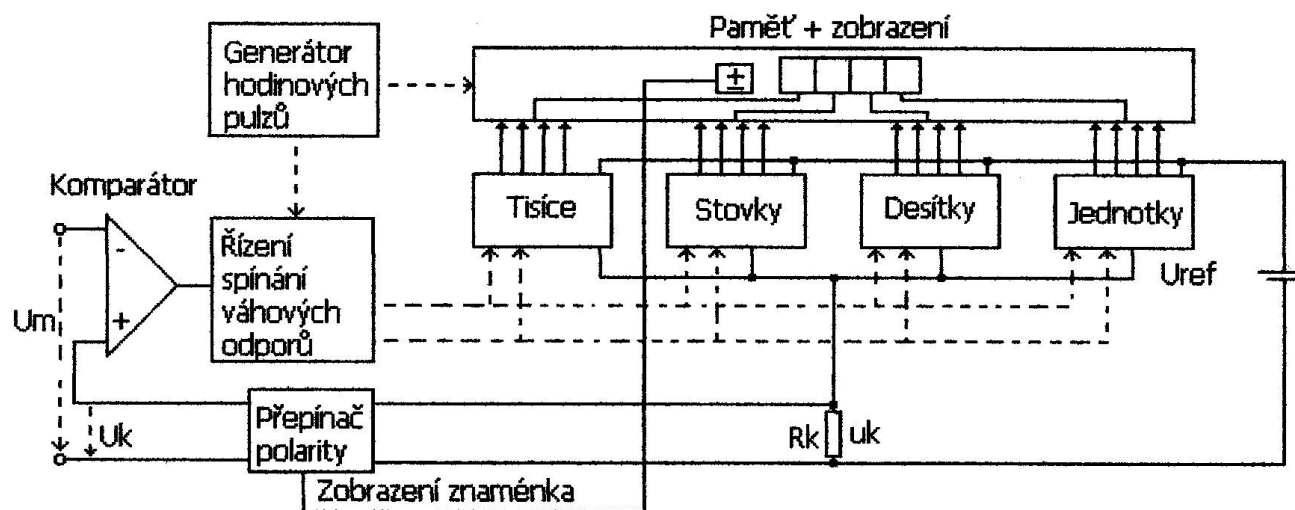 Paměť + zobrazení
Generátor
hodinových
pulzů
±
Komparátor
Tisíce
Stovky
Desítky
Jednotky
-
+
Řízení
spínání
váhových
odporů
Um
Uref
Uk
Přepínač
polarity
Rk
uk
Zobrazení znaménka